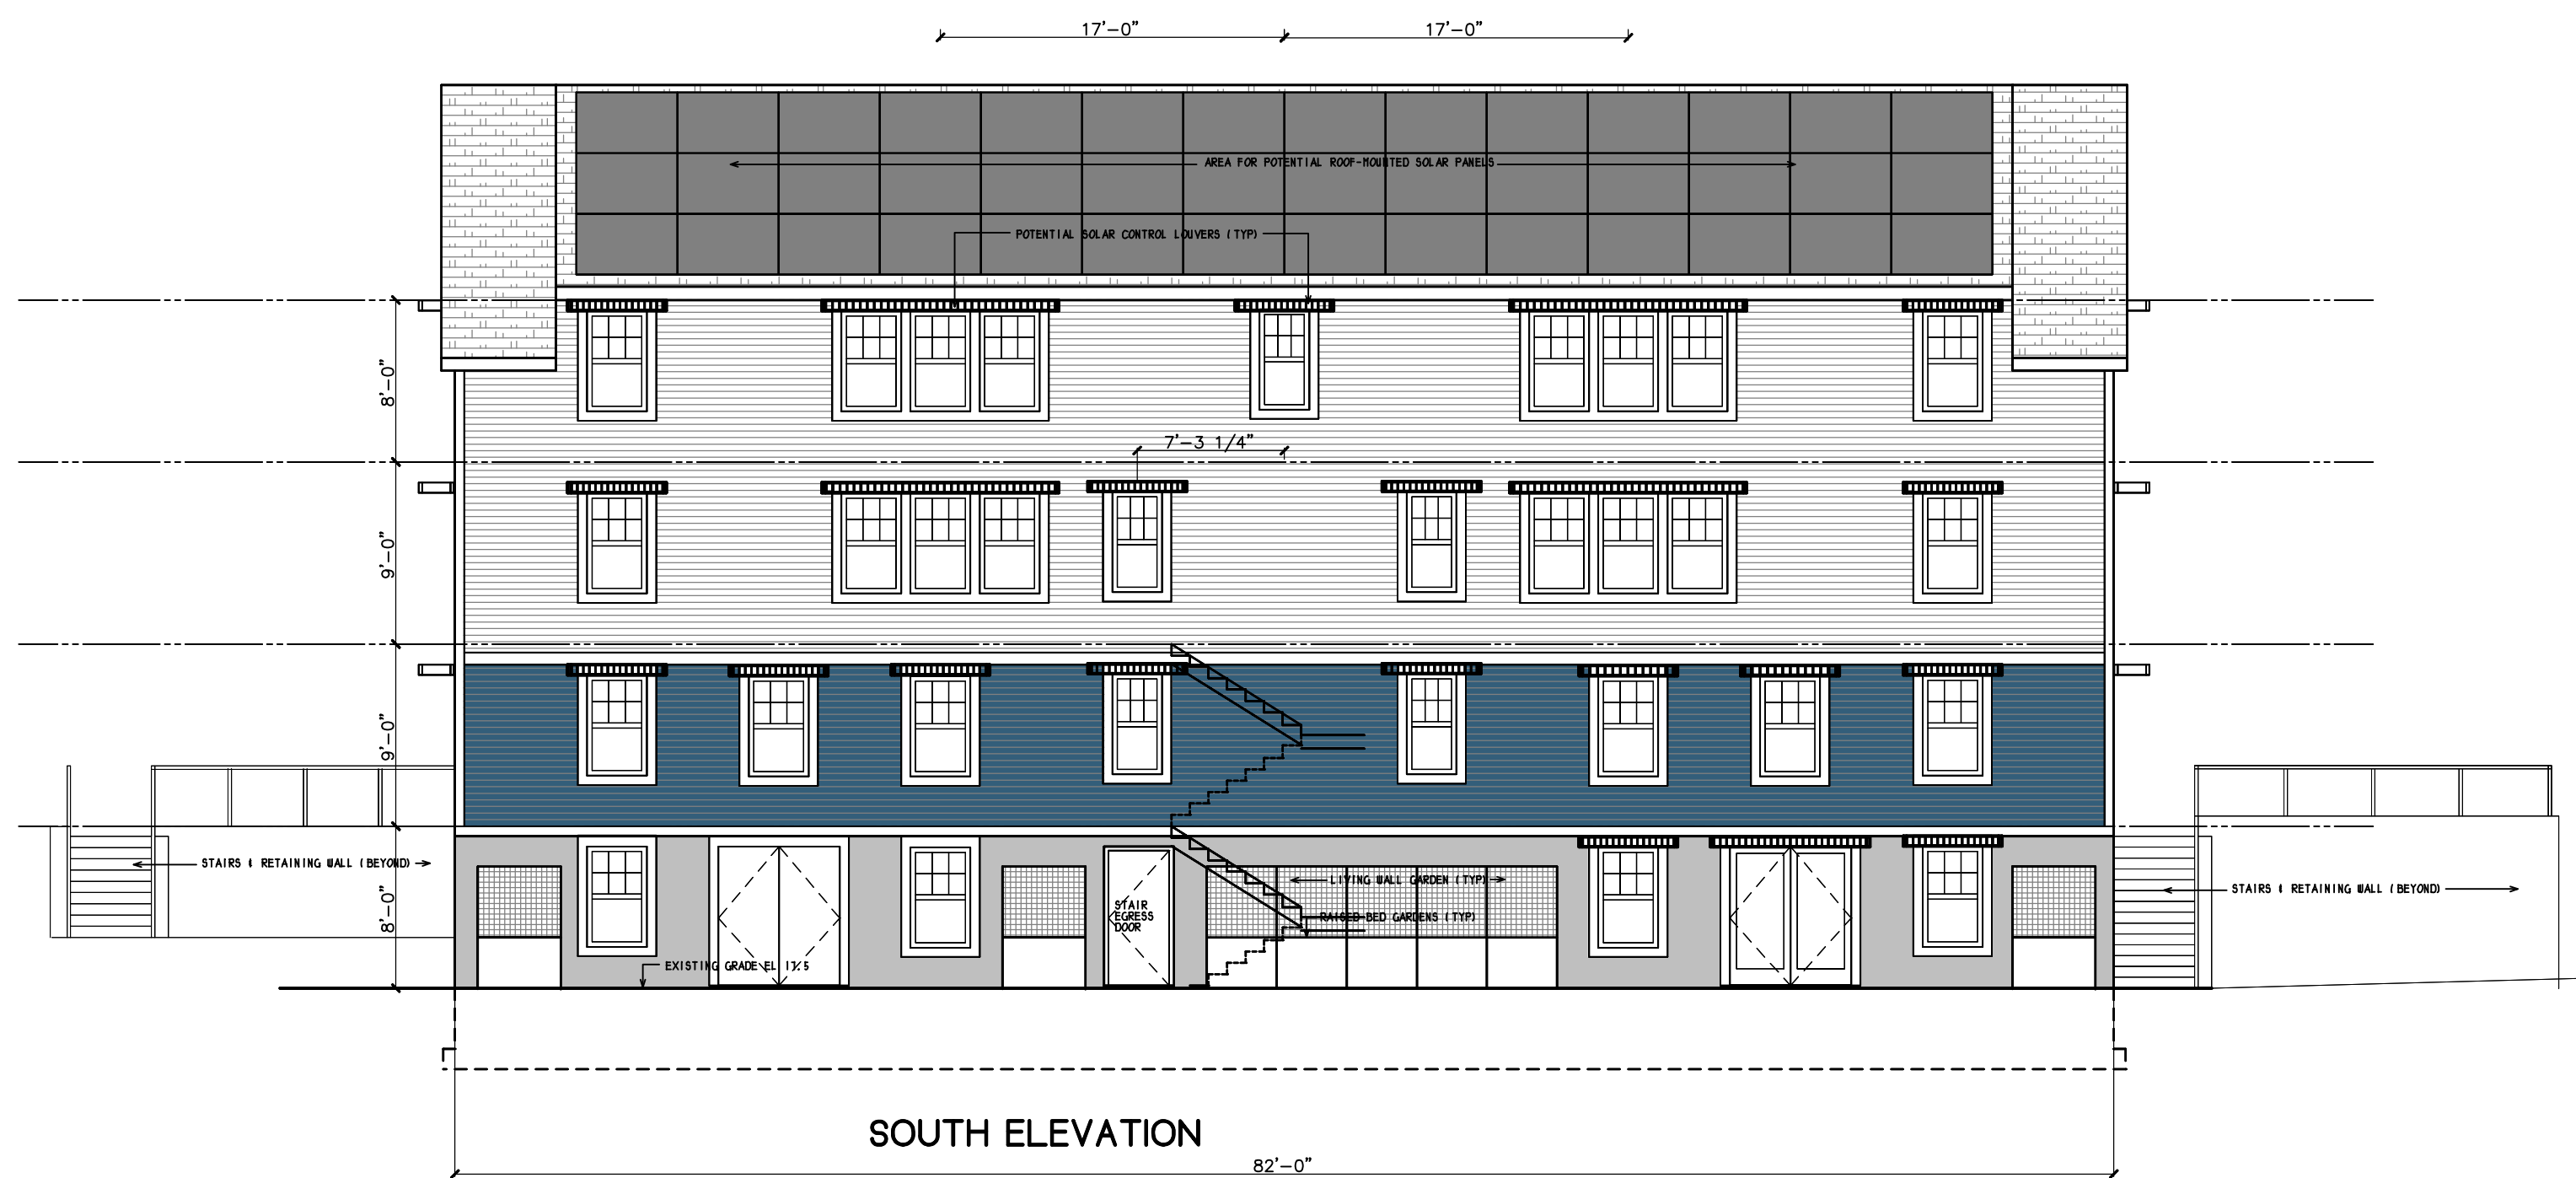 17'-0" 17'-0"
AREA FOR POTENTIAL ROOF-MOUNTED SOLAR PANELS
POTENTIAL SOLAR CONTROL LOUVERS (TYP)
8'-0"
7'-3 1/4"
9'-0"
9'-0"
STAIRS & RETAINING WALL (BEYOND)
LIVING WALL GARDEN (TYP)
STAIRS & RETAINING WALL (BEYOND)
8'-0"
STAIR
EGRESS
DOOR
RAISED BED GARDENS (TYP)
EXISTING GRADE EL 17.5
SOUTH ELEVATION
82'-0"